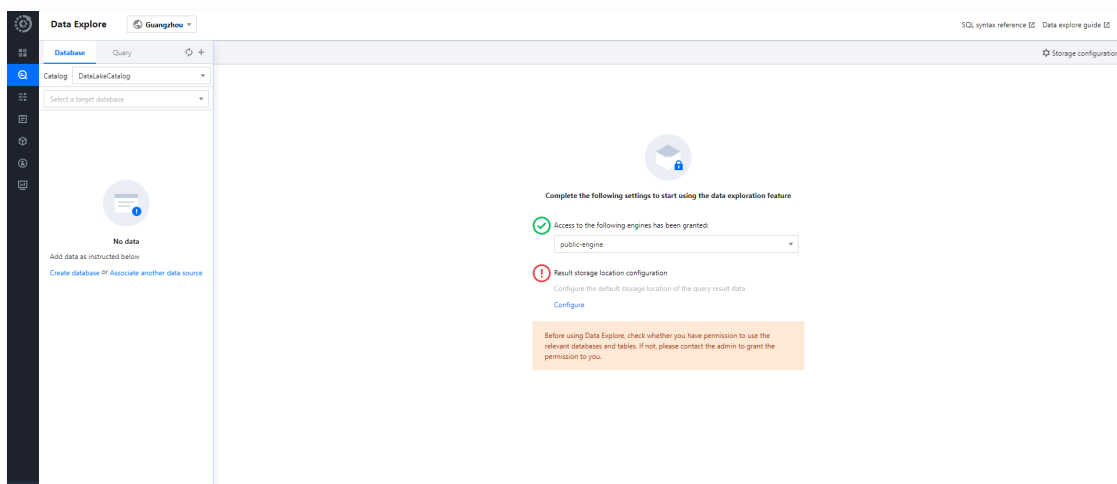 Data Explore
Guangzhou
SQL syntax reference
Data explore guide
Database
Query
Storage configuration
Catalog
DataLakeCatalog
Select a target database
Complete the following settings to start using the data exploration feature
Access to the following engines has been granted:
public-engine
No data
Add data as instructed below
Create database or Associate another data source
Result storage location configuration
Configure the default storage location of the query result data
Configure
Before using Data Explore, check whether you have permission to use the
relevant databases and tables. If not, please contact the admin to grant the
permission to you.